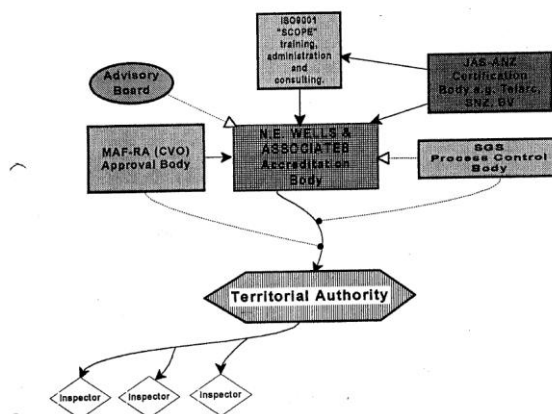 ISO9001
"SCOPE"
training,
administration
and
consulting.
Advisory
Board
JAS-ANZ
Certification
Body e.g. Telarc,
SNZ, BV
N.E. WELLS &
ASSOCIATES
Accreditation
Body
MAF-RA (CVO)
Approval Body
SGS
Process Control
Body
Territorial Authority
Inspector
Inspector
Inspector